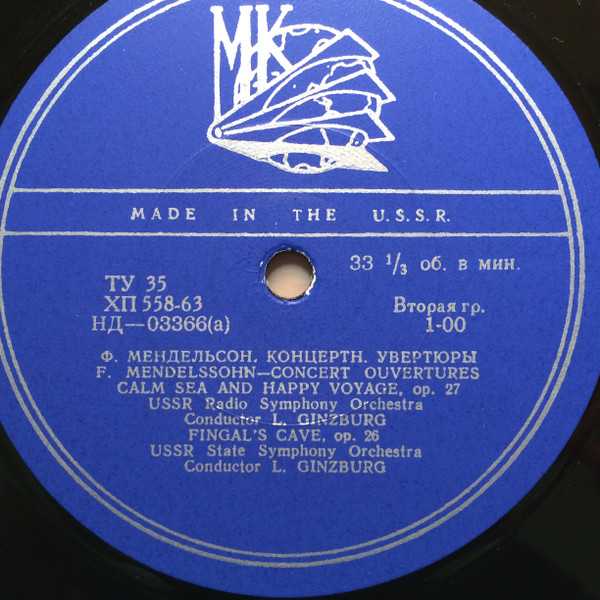 МК
MADE IN THE U.S.S.R.
33 1/3 об. в мин.
ТУ 35
ХП 558-63
НД—03366(а)
Вторая гр.
1-00
Ф. МЕНДЕЛЬСОН. КОНЦЕРТН. УВЕРТЮРЫ
F. MENDELSSOHN—CONCERT OUVERTURES
CALM SEA AND HAPPY VOYAGE, op. 27
USSR Radio Symphony Orchestra
Conductor L. GINZBURG
FINGAL'S CAVE, op. 26
USSR State Symphony Orchestra
Conductor L. GINZBURG